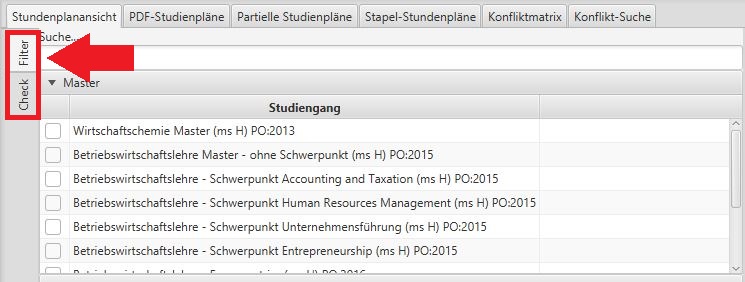 Stundenplanansicht PDF-Studienpläne Partielle Studienpläne Stapel-Stundenpläne Konfliktmatrix Konflikt-Suche
Suche...
Filter
Check
Master
Studiengang
Wirtschaftschemie Master (ms H) PO:2013
Betriebswirtschaftslehre Master - ohne Schwerpunkt (ms H) PO:2015
Betriebswirtschaftslehre - Schwerpunkt Accounting and Taxation (ms H) PO:2015
Betriebswirtschaftslehre - Schwerpunkt Human Resources Management (ms H) PO:2015
Betriebswirtschaftslehre - Schwerpunkt Unternehmensführung (ms H) PO:2015
Betriebswirtschaftslehre - Schwerpunkt Entrepreneurship (ms H) PO:2015